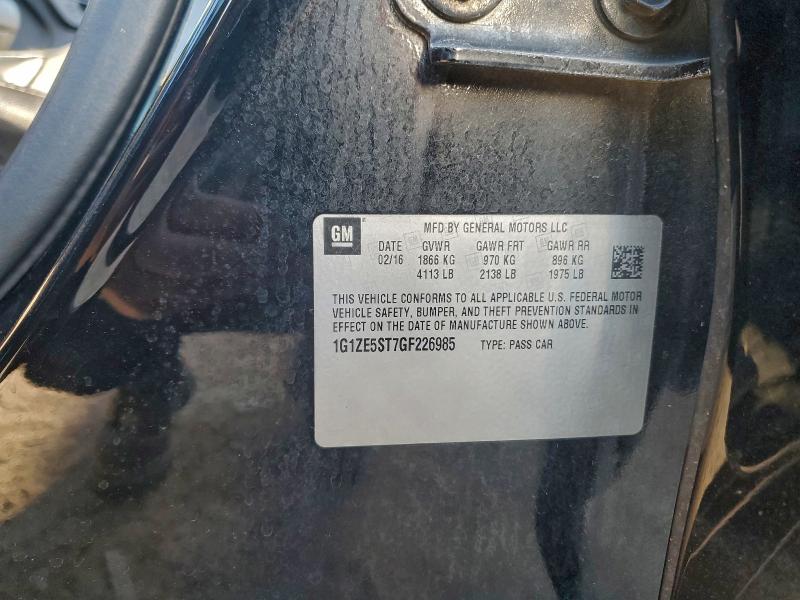 GM
MFD BY GENERAL MOTORS LLC
DATE GVWR GAWR FRT GAWR RR
02/16 1866 KG 970 KG 896 KG
4113 LB 2138 LB 1975 LB
THIS VEHICLE CONFORMS TO ALL APPLICABLE U.S. FEDERAL MOTOR
VEHICLE SAFETY, BUMPER, AND THEFT PREVENTION STANDARDS IN
EFFECT ON THE DATE OF MANUFACTURE SHOWN ABOVE.
1G1ZE5ST7GF226985 TYPE: PASS CAR